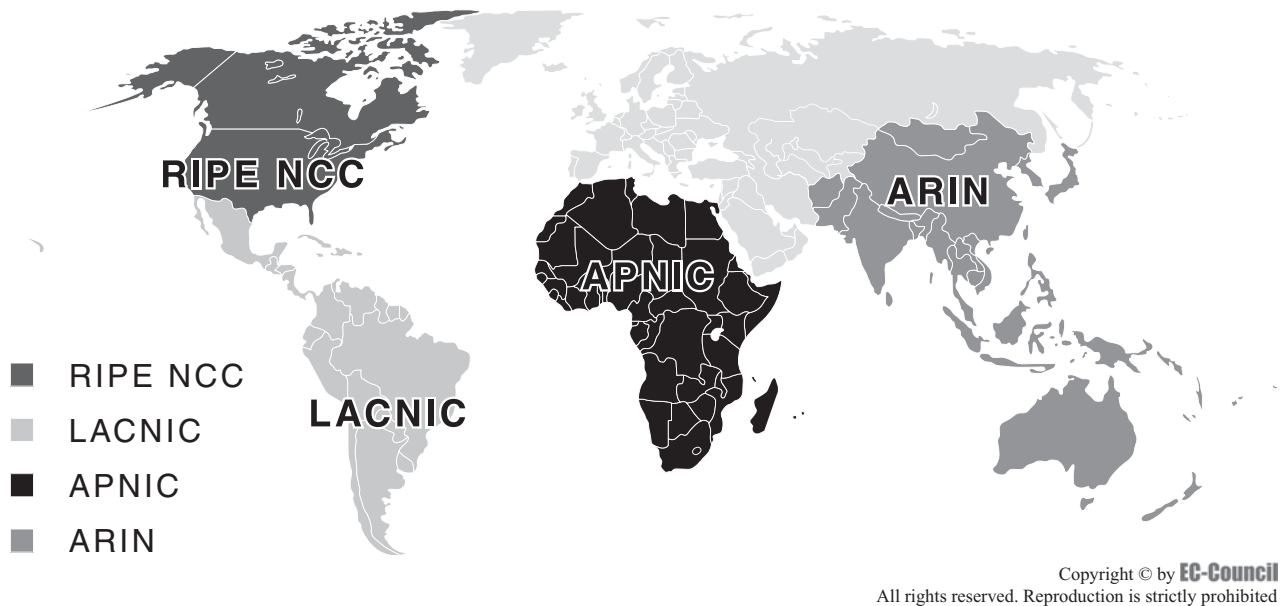 RIPE NCC
ARIN
APNIC
LACNIC
RIPE NCC
LACNIC
APNIC
ARIN
Copyright © by EC-Council
All rights reserved. Reproduction is strictly prohibited